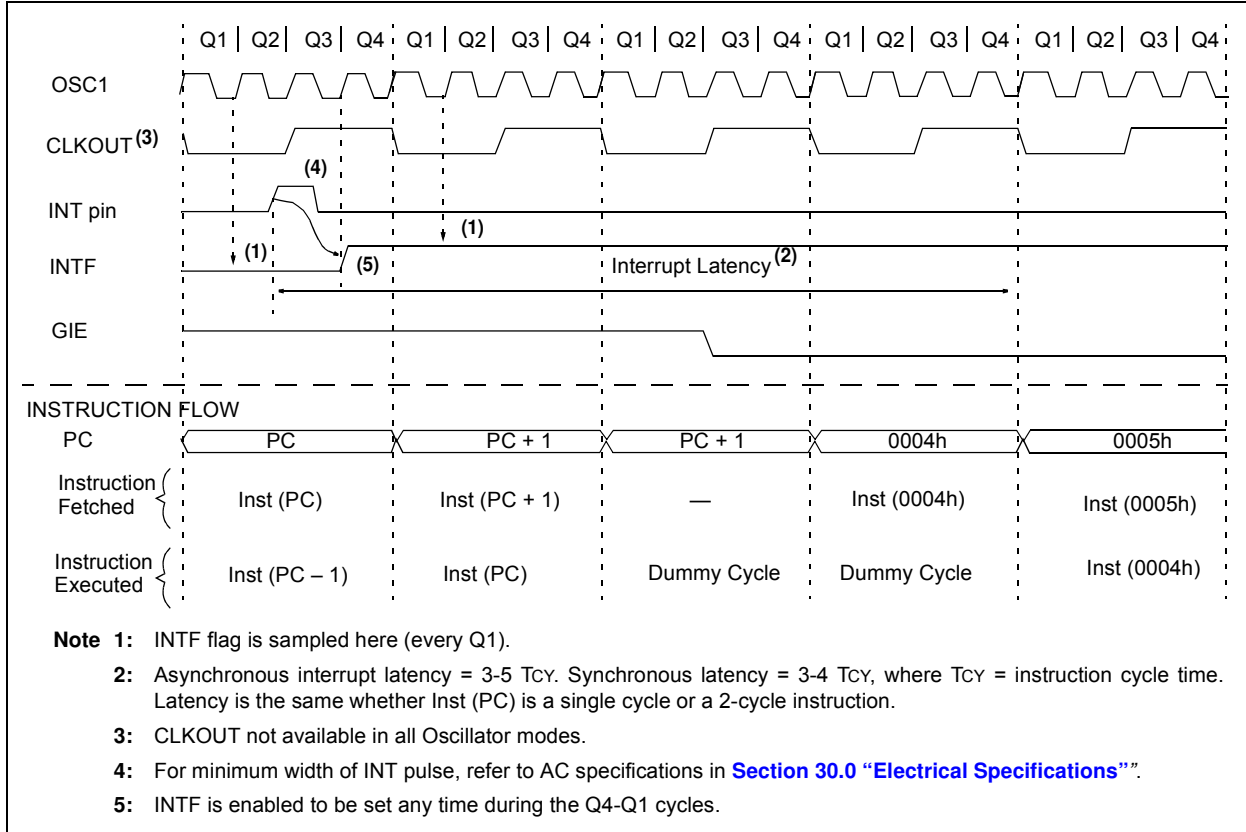 Q1 Q2 Q3 Q4 Q1 Q2 Q3 Q4 Q1 Q2 Q3 Q4 Q1 Q2 Q3 Q4 Q1 Q2 Q3 Q4
OSC1
CLKOUT (3)
(4)
INT pin
(1)
(1)
INTF
(5)
Interrupt Latency (2)
GIE
INSTRUCTION FLOW
PC PC PC + 1 PC + 1 0004h 0005h
Instruction
Fetched
Inst (PC) Inst (PC + 1) — Inst (0004h) Inst (0005h)
Instruction
Executed
Inst (PC – 1) Inst (PC) Dummy Cycle Dummy Cycle Inst (0004h)
Note 1: INTF flag is sampled here (every Q1).
2: Asynchronous interrupt latency = 3-5 TCY. Synchronous latency = 3-4 TCY, where TCY = instruction cycle time.
Latency is the same whether Inst (PC) is a single cycle or a 2-cycle instruction.
3: CLKOUT not available in all Oscillator modes.
4: For minimum width of INT pulse, refer to AC specifications in Section 30.0 “Electrical Specifications””.
5: INTF is enabled to be set any time during the Q4-Q1 cycles.